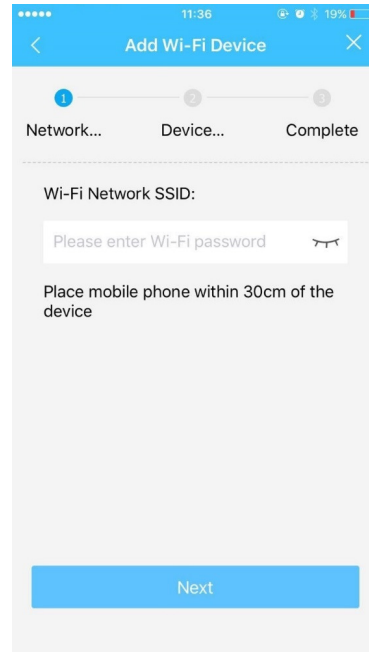 11:36 19%
Add Wi-Fi Device
1 2 3
Network... Device... Complete
Wi-Fi Network SSID:
Please enter Wi-Fi password
Place mobile phone within 30cm of the
device
Next